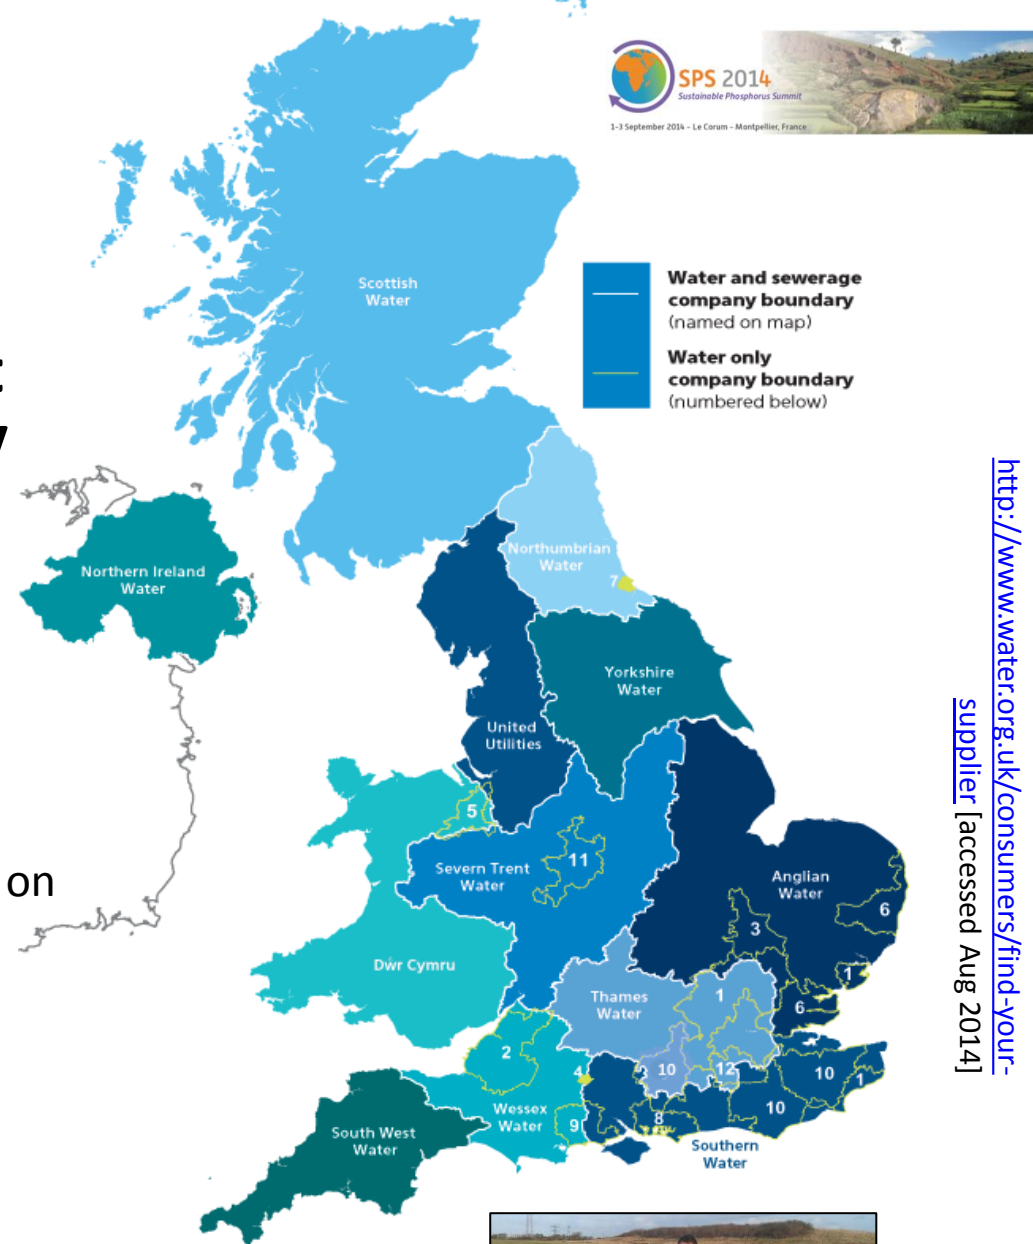 SPS 2014
Sustainable Phosphorus Summit
1-3 September 2014 – Le Corum – Montpellier, France
Scottish
Water
Water and sewerage
company boundary
(named on map)
Water only
company boundary
(numbered below)
Northern Ireland
Water
Northumbrian
Water
7
Yorkshire
Water
United
Utilities
5
11
Severn Trent
Water
Anglian
Water
on
6
3
Dŵr Cymru
1
Thames
Water
1
6
2
4
10
12
10
1
Wessex
Water
9
8
10
South West
Water
Southern
Water
http://www.water.org.uk/consumers/find-your-
supplier [accessed Aug 2014]